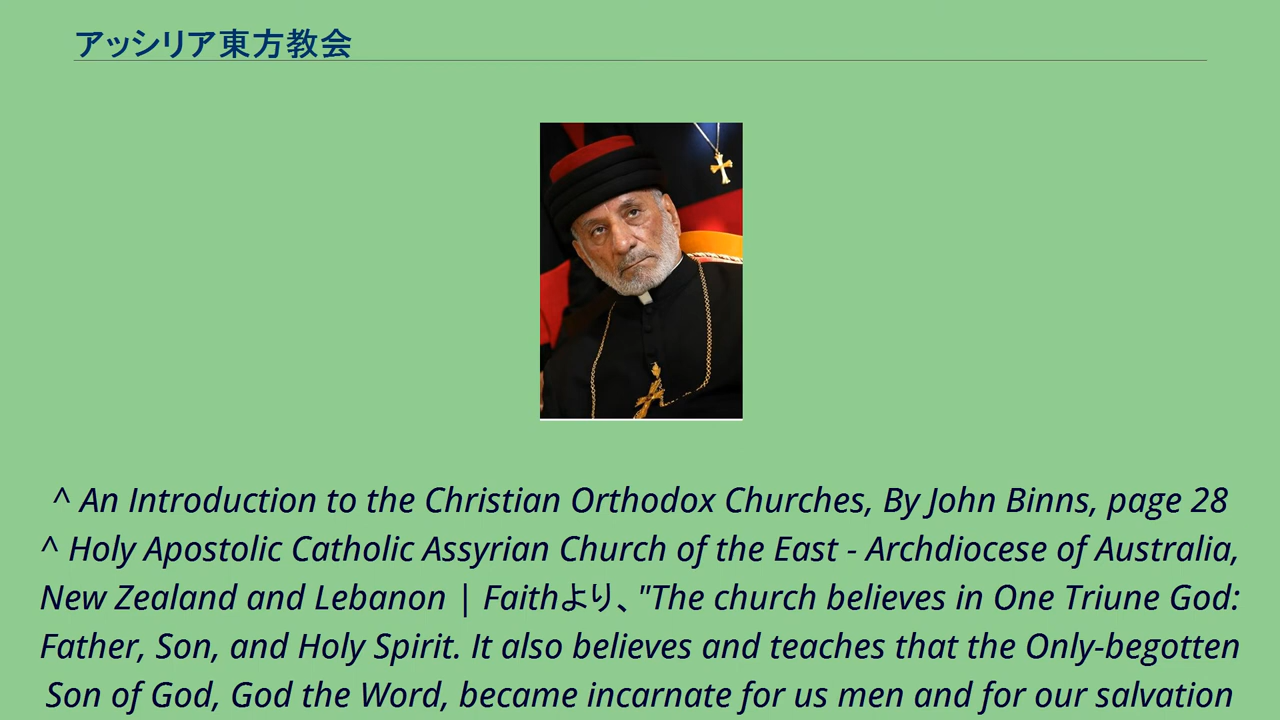 アッシリア東方教会
^ An Introduction to the Christian Orthodox Churches, By John Binns, page 28
^ Holy Apostolic Catholic Assyrian Church of the East - Archdiocese of Australia,
New Zealand and Lebanon | Faithより、"The church believes in One Triune God:
Father, Son, and Holy Spirit. It also believes and teaches that the Only-begotten
Son of God, God the Word, became incarnate for us men and for our salvation